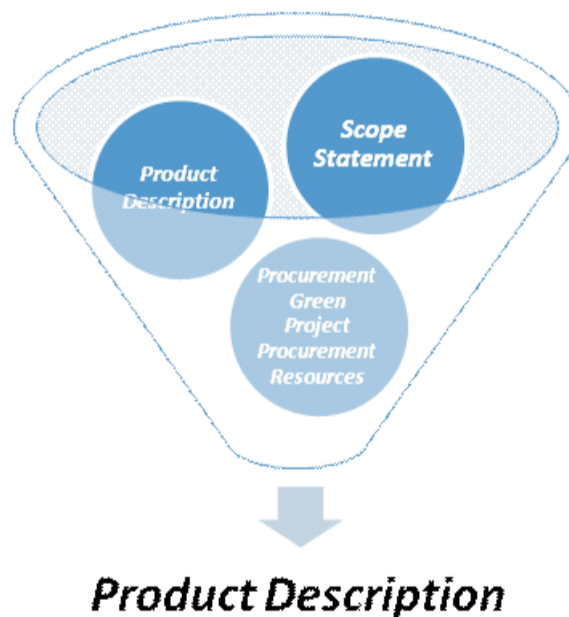 Scope
Statement
Product
Description
Procurement
Green
Project
Procurement
Resources
Product Description